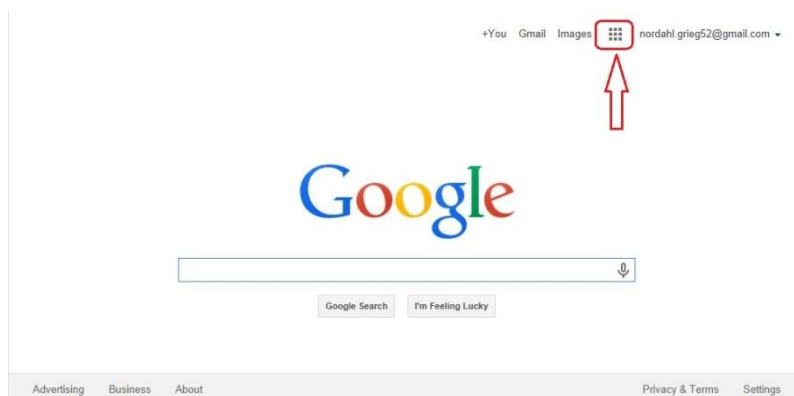 +You Gmail Images nordahl.grieg52@gmail.com
Google
Google Search I'm Feeling Lucky
Advertising Business About Privacy & Terms Settings